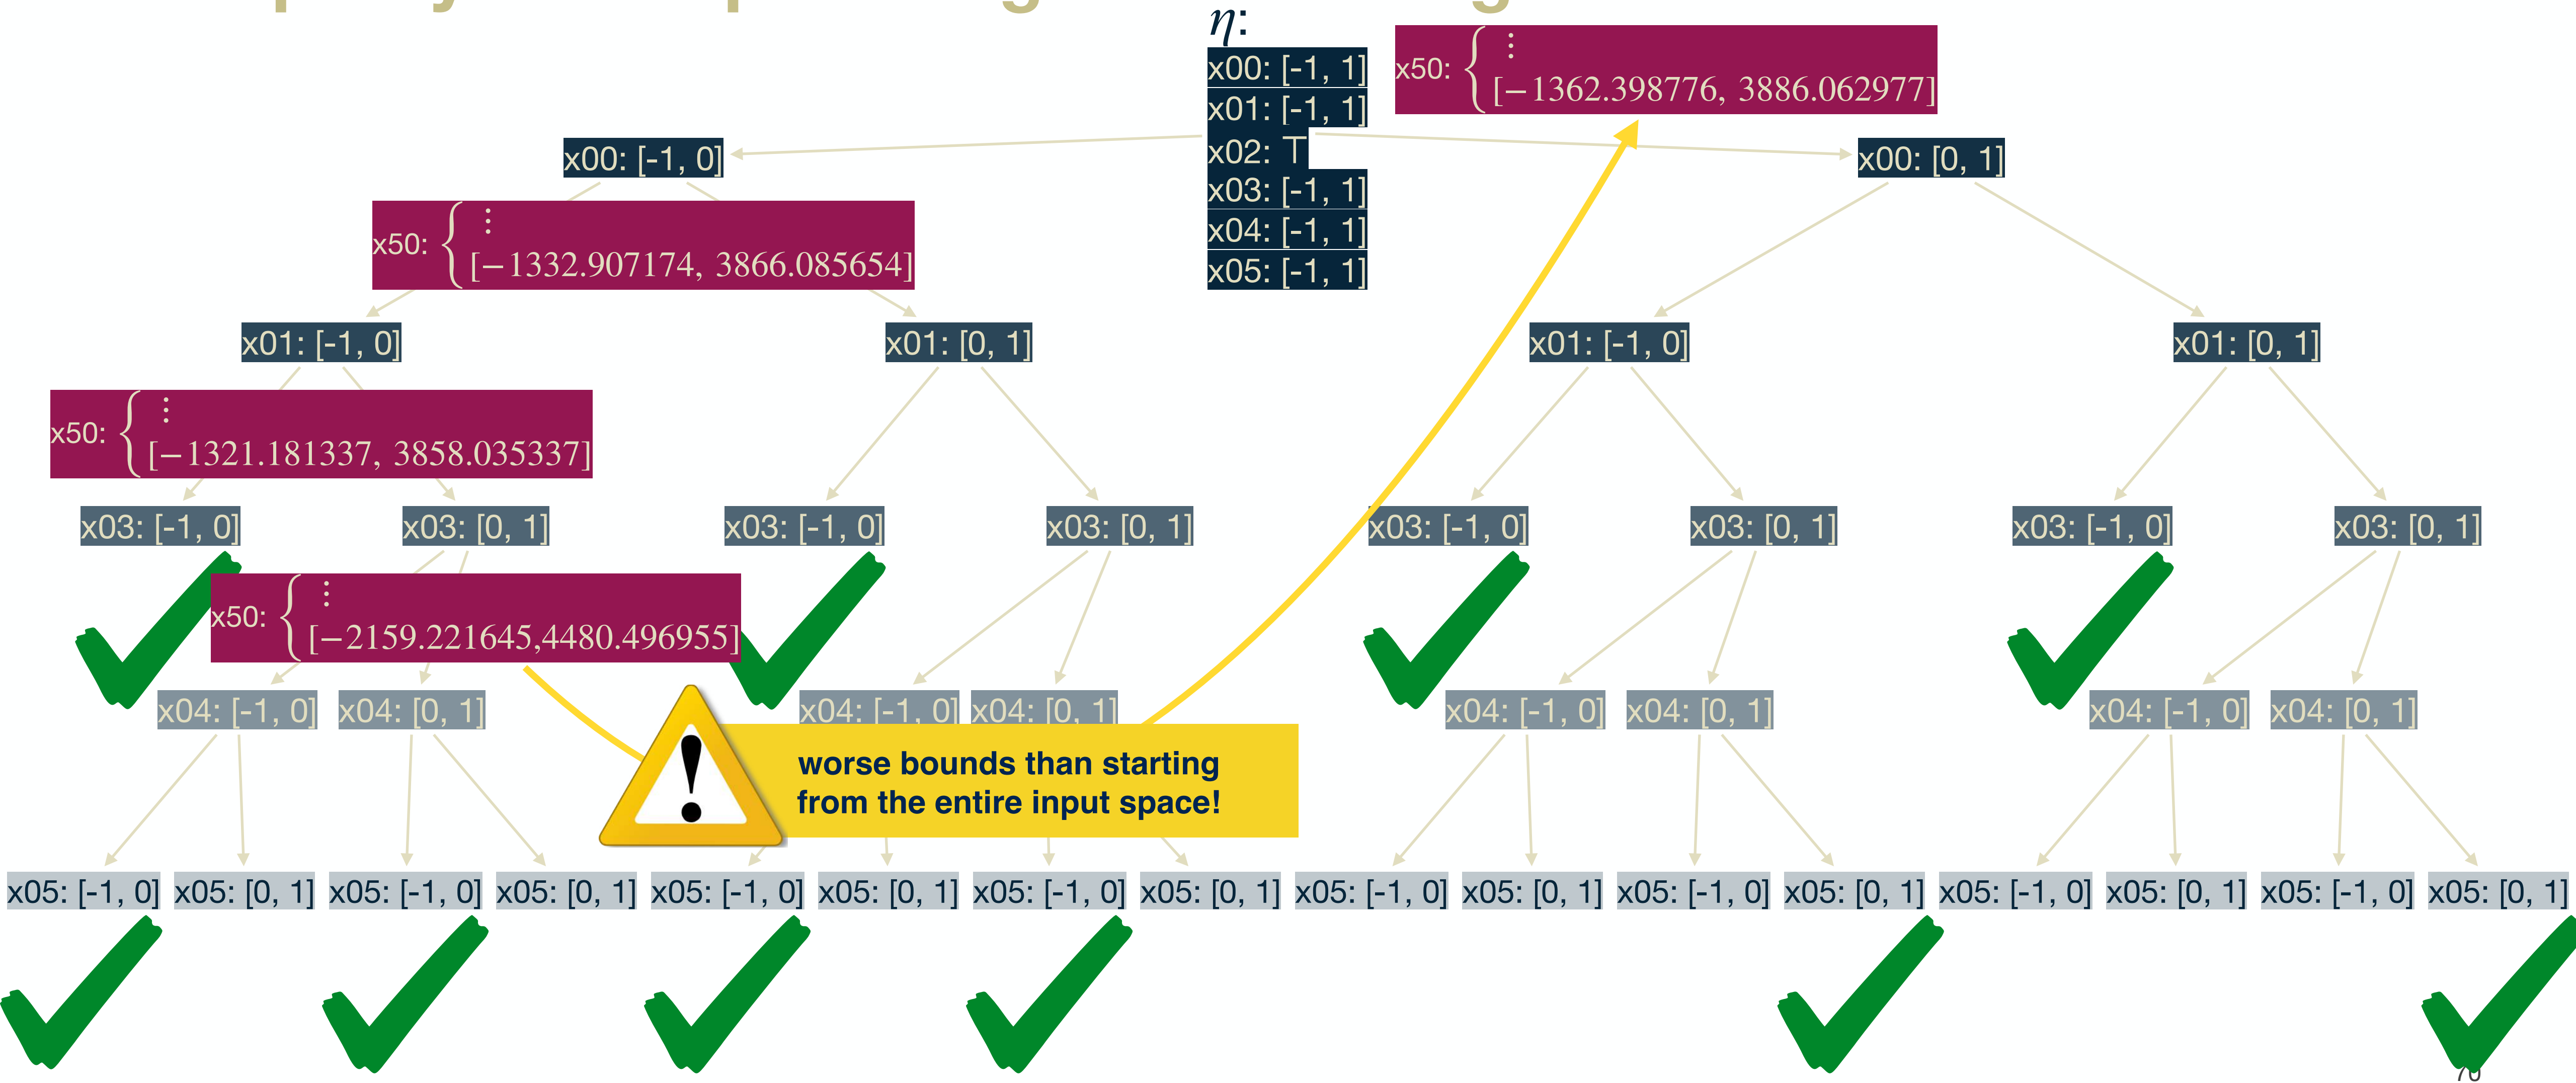 η:
x00: [-1, 1]
x01: [-1, 1]
x02: ⊤
x03: [-1, 1]
x04: [-1, 1]
x05: [-1, 1]
x50: { ⋮
[−1362.398776, 3886.062977]
x00: [-1, 0]
x00: [0, 1]
x50: { ⋮
[−1332.907174, 3866.085654]
x01: [-1, 0]
x01: [0, 1]
x01: [-1, 0]
x01: [0, 1]
x50: { ⋮
[−1321.181337, 3858.035337]
x03: [-1, 0]
x03: [0, 1]
x03: [-1, 0]
x03: [0, 1]
x03: [-1, 0]
x03: [0, 1]
x03: [-1, 0]
x03: [0, 1]
x50: { ⋮
[−2159.221645,4480.496955]
x04: [-1, 0]
x04: [0, 1]
x04: [-1, 0]
x04: [0, 1]
x04: [-1, 0]
x04: [0, 1]
x04: [-1, 0]
x04: [0, 1]
worse bounds than starting
from the entire input space!
x05: [-1, 0]
x05: [0, 1]
x05: [-1, 0]
x05: [0, 1]
x05: [-1, 0]
x05: [0, 1]
x05: [-1, 0]
x05: [0, 1]
x05: [-1, 0]
x05: [0, 1]
x05: [-1, 0]
x05: [0, 1]
x05: [-1, 0]
x05: [0, 1]
x05: [-1, 0]
x05: [0, 1]